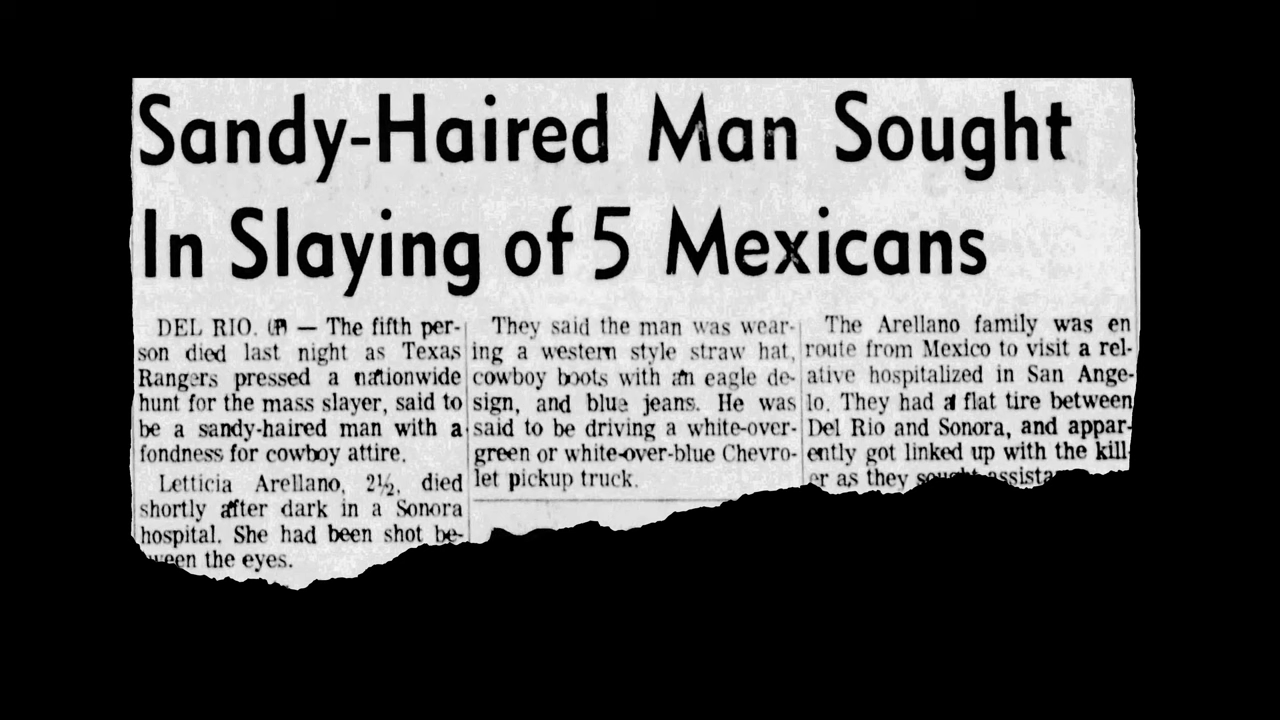 Sandy-Haired Man Sought
In Slaying of 5 Mexicans
DEL RIO. (AP) — The fifth per-
son died last night as Texas
Rangers pressed a nationwide
hunt for the mass slayer, said to
be a sandy-haired man with a
fondness for cowboy attire.
Letticia Arellano, 2½, died
shortly after dark in a Sonora
hospital. She had been shot be-
tween the eyes.
They said the man was wear-
ing a western style straw hat,
cowboy boots with an eagle de-
sign, and blue jeans. He was
said to be driving a white-over-
green or white-over-blue Chevro-
let pickup truck.
The Arellano family was en
route from Mexico to visit a rel-
ative hospitalized in San Ange-
lo. They had a flat tire between
Del Rio and Sonora, and appar-
ently got linked up with the kill-
er as they sought